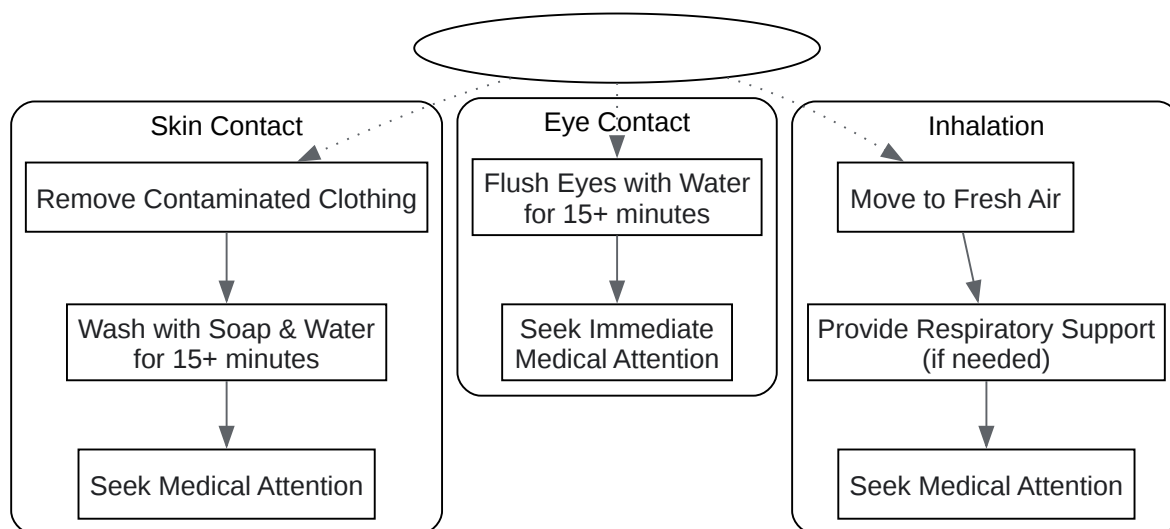 Skin Contact
Remove Contaminated Clothing
Wash with Soap & Water
for 15+ minutes
Seek Medical Attention
Eye Contact
Flush Eyes with Water
for 15+ minutes
Seek Immediate
Medical Attention
Inhalation
Move to Fresh Air
Provide Respiratory Support
(if needed)
Seek Medical Attention